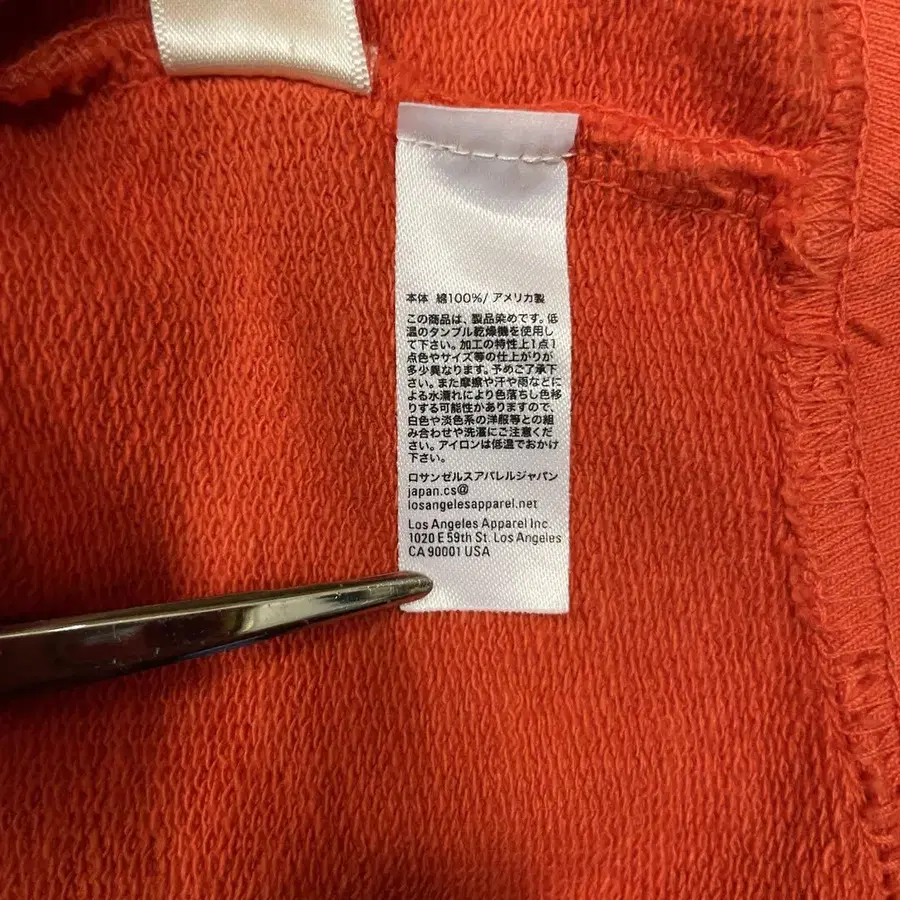 本体 綿100%/ アメリカ製
この商品は、製品染めです。低
温のタンブル乾燥機を使用し
て下さい。加工の特性上1点1
点色やサイズ等の仕上がりが
多少異なります。予めご了承下
さい。また摩擦や汗や雨などに
よる水濡れにより色落ちし色移
りする可能性かありますので、
白色や淡色系の洋服等との組
み合わせや洗濯にご注意くだ
さい。アイロンは低温でおかけ
下さい。
ロサンゼルスアパレルジャパン
japan.cs@
losangelesapparel.net
Los Angeles Apparel Inc.
1020 E 59th St. Los Angeles
CA 90001 USA